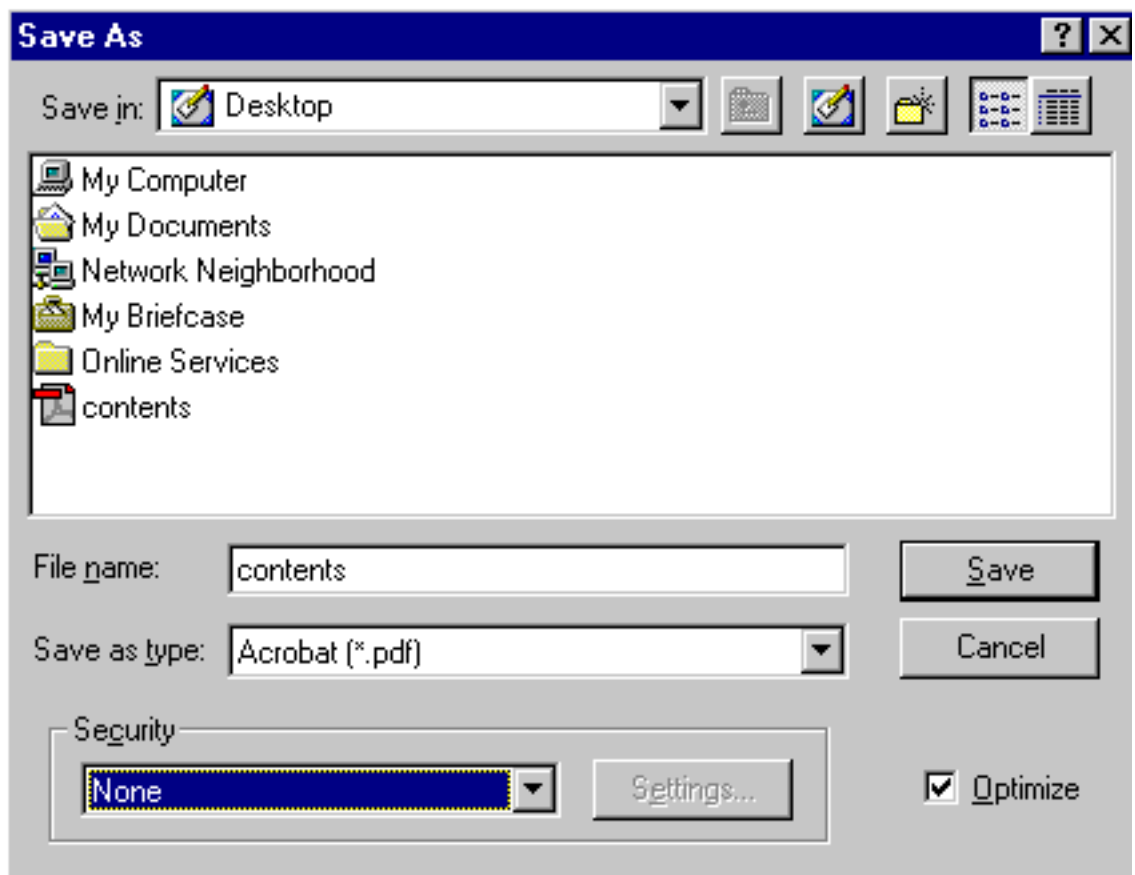 Save As
Save in: Desktop
My Computer
My Documents
Network Neighborhood
My Briefcase
Online Services
contents
File name: contents Save
Save as type: Acrobat (*.pdf) Cancel
Security
None Settings... Optimize